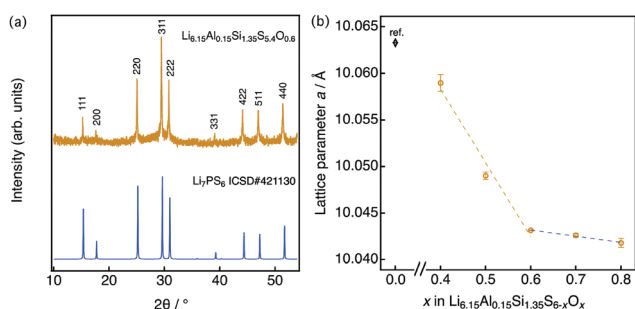 (a)
Intensity (arb. units)
Li6.15Al0.15Si1.35S5.4O0.6
111
200
220
311
222
331
422
511
440
Li7PS6 ICSD#421130
10 20 30 40 50
2θ / °
(b)
Lattice parameter a / Å
10.065
10.060
10.055
10.050
10.045
10.040
ref.
0.0 0.4 0.5 0.6 0.7 0.8
x in Li6.15Al0.15Si1.35S6-xOx